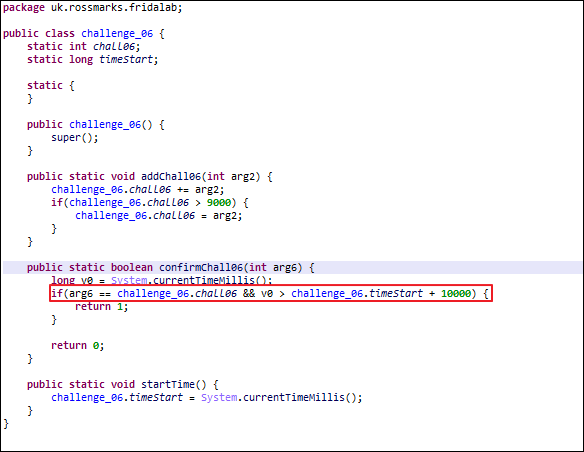 package uk.rossmarks.fridalab;
public class challenge_06 {
static int chall06;
static long timeStart;
static {
}
public challenge_06() {
super();
}
public static void addChall06(int arg2) {
challenge_06.chall06 += arg2;
if(challenge_06.chall06 > 9000) {
challenge_06.chall06 = arg2;
}
}
public static boolean confirmChall06(int arg6) {
long v0 = System.currentTimeMillis();
if(arg6 == challenge_06.chall06 && v0 > challenge_06.timeStart + 10000) {
return 1;
}
return 0;
}
public static void startTime() {
challenge_06.timeStart = System.currentTimeMillis();
}
}